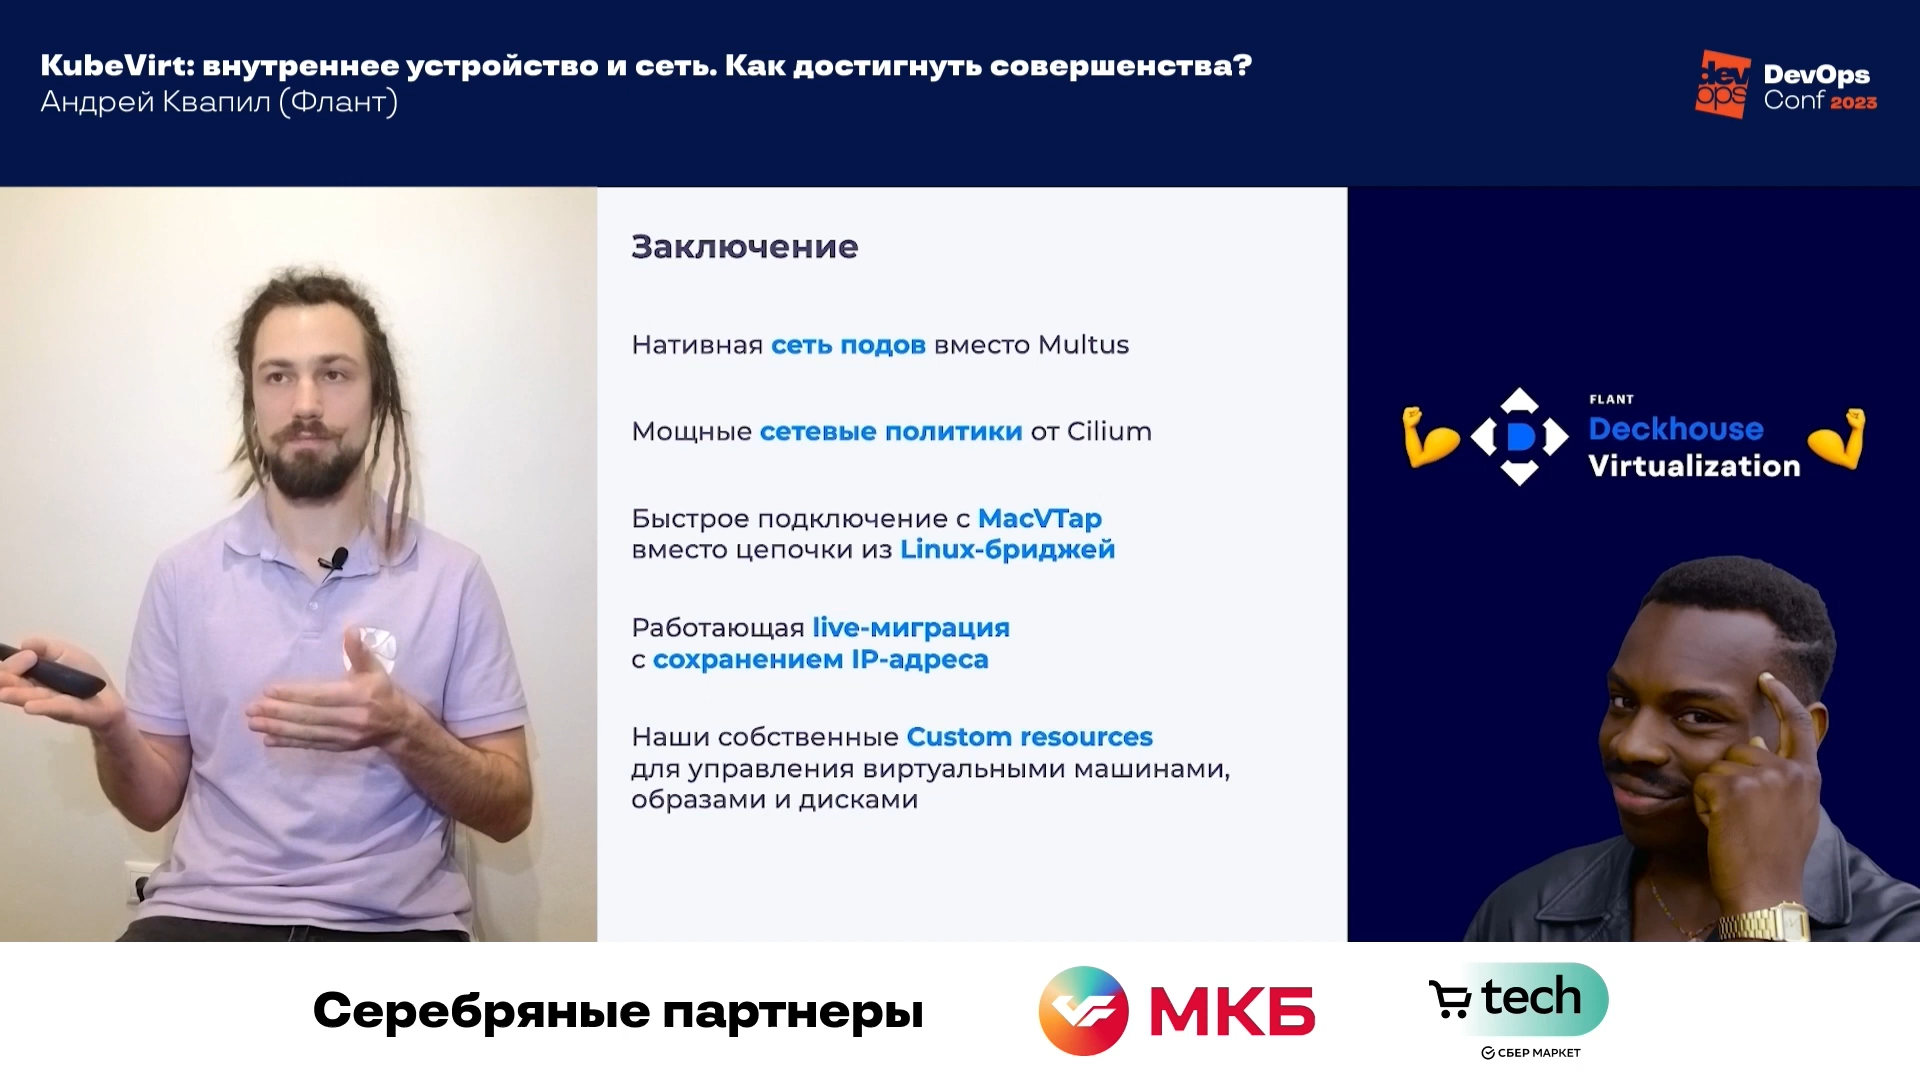 KubeVirt: внутреннее устройство и сеть. Как достигнуть совершенства?
Андрей Квапил (Флант)
dev
ops
DevOps
Conf 2023
Заключение
Нативная сеть подов вместо Multus
Мощные сетевые политики от Cilium
Быстрое подключение с MacVTap
вместо цепочки из Linux-бриджей
Работающая live-миграция
с сохранением IP-адреса
Наши собственные Custom resources
для управления виртуальными машинами,
образами и дисками
FLANT
Deckhouse
Virtualization
Серебряные партнеры
МКБ
tech
СБЕР МАРКЕТ